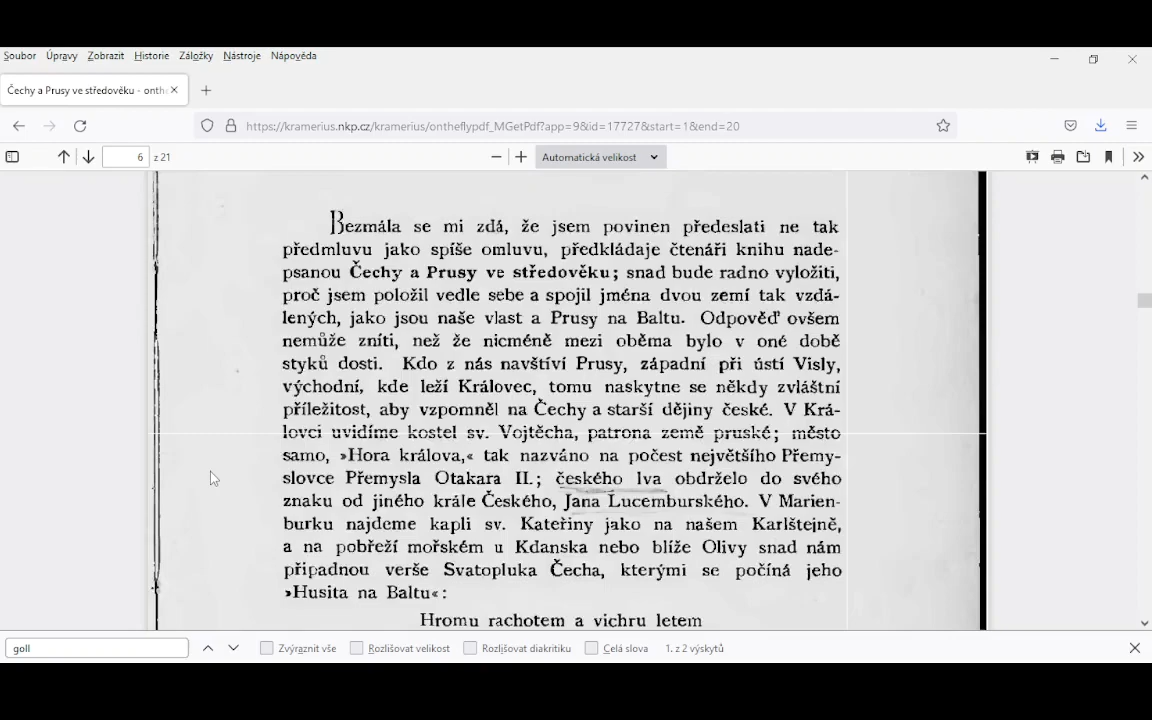 Soubor Úpravy Zobrazit Historie Záložky Nástroje Nápověda
Čechy a Prusy ve středověku - onthe
https://kramerius.nkp.cz/kramerius/ontheflypdf_MGetPdf?app=9&id=17727&start=1&end=20
6 z 21 Automatická velikost
Bezmála se mi zdá, že jsem povinen předeslati ne tak
předmluvu jako spíše omluvu, předkládaje čtenáři knihu nade-
psanou Čechy a Prusy ve středověku; snad bude radno vyložiti,
proč jsem položil vedle sebe a spojil jména dvou zemí tak vzdá-
lených, jako jsou naše vlast a Prusy na Baltu. Odpověď ovšem
nemůže zníti, než že nicméně mezi oběma bylo v oné době
styků dosti. Kdo z nás navštíví Prusy, západní při ústí Visly,
východní, kde leží Královec, tomu naskytne se někdy zvláštní
příležitost, aby vzpomněl na Čechy a starší dějiny české. V Krá-
lovci uvidíme kostel sv. Vojtěcha, patrona země pruské; město
samo, »Hora králova,« tak nazváno na počest největšího Přemy-
slovce Přemysla Otakara II.; českého lva obdrželo do svého
znaku od jiného krále Českého, Jana Lucemburského. V Marien-
burku najdeme kapli sv. Kateřiny jako na našem Karlštejně,
a na pobřeží mořském u Kdanska nebo blíže Olivy snad nám
připadnou verše Svatopluka Čecha, kterými se počíná jeho
»Husita na Baltu«:
Hromu rachotem a vichru letem
goll Zvýraznit vše Rozlišovat velikost Rozlišovat diakritiku Celá slova 1. z 2 výskytů